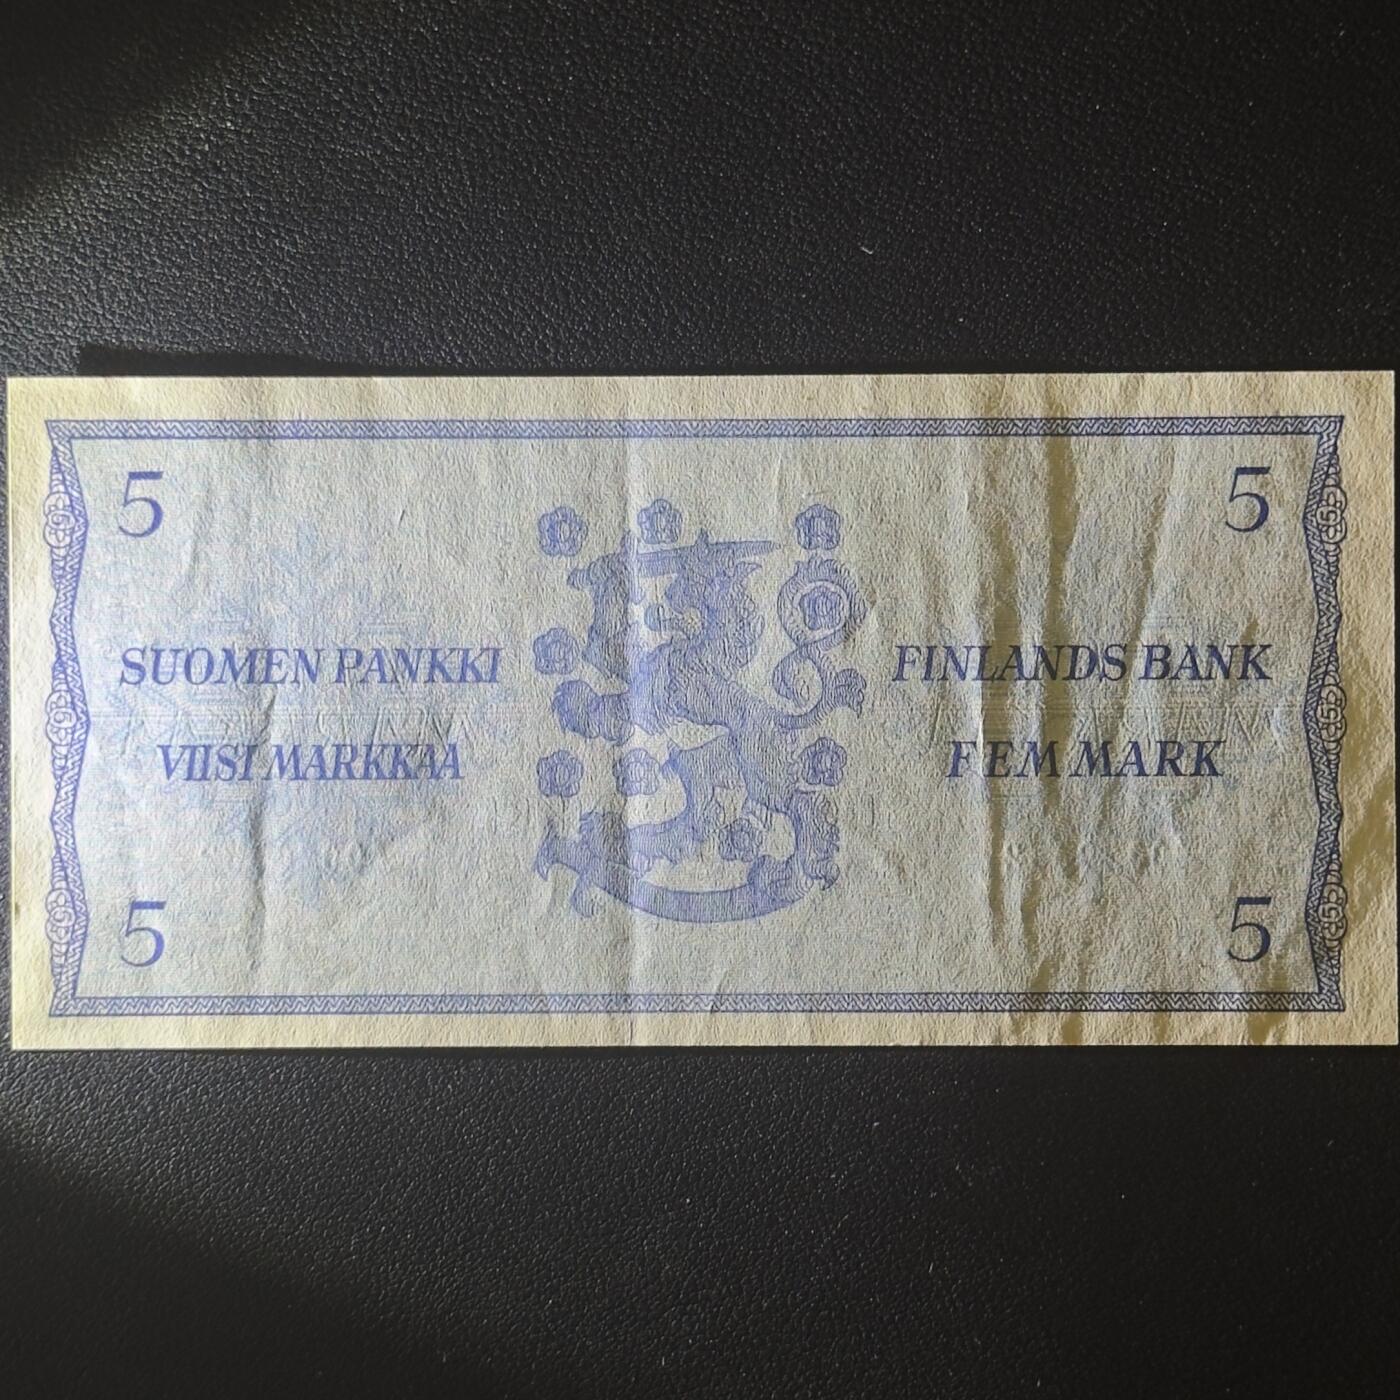 5
5
SUOMEN PANKKI
FINLANDS BANK
VIISI MARKKAA
FEM MARK
5
5